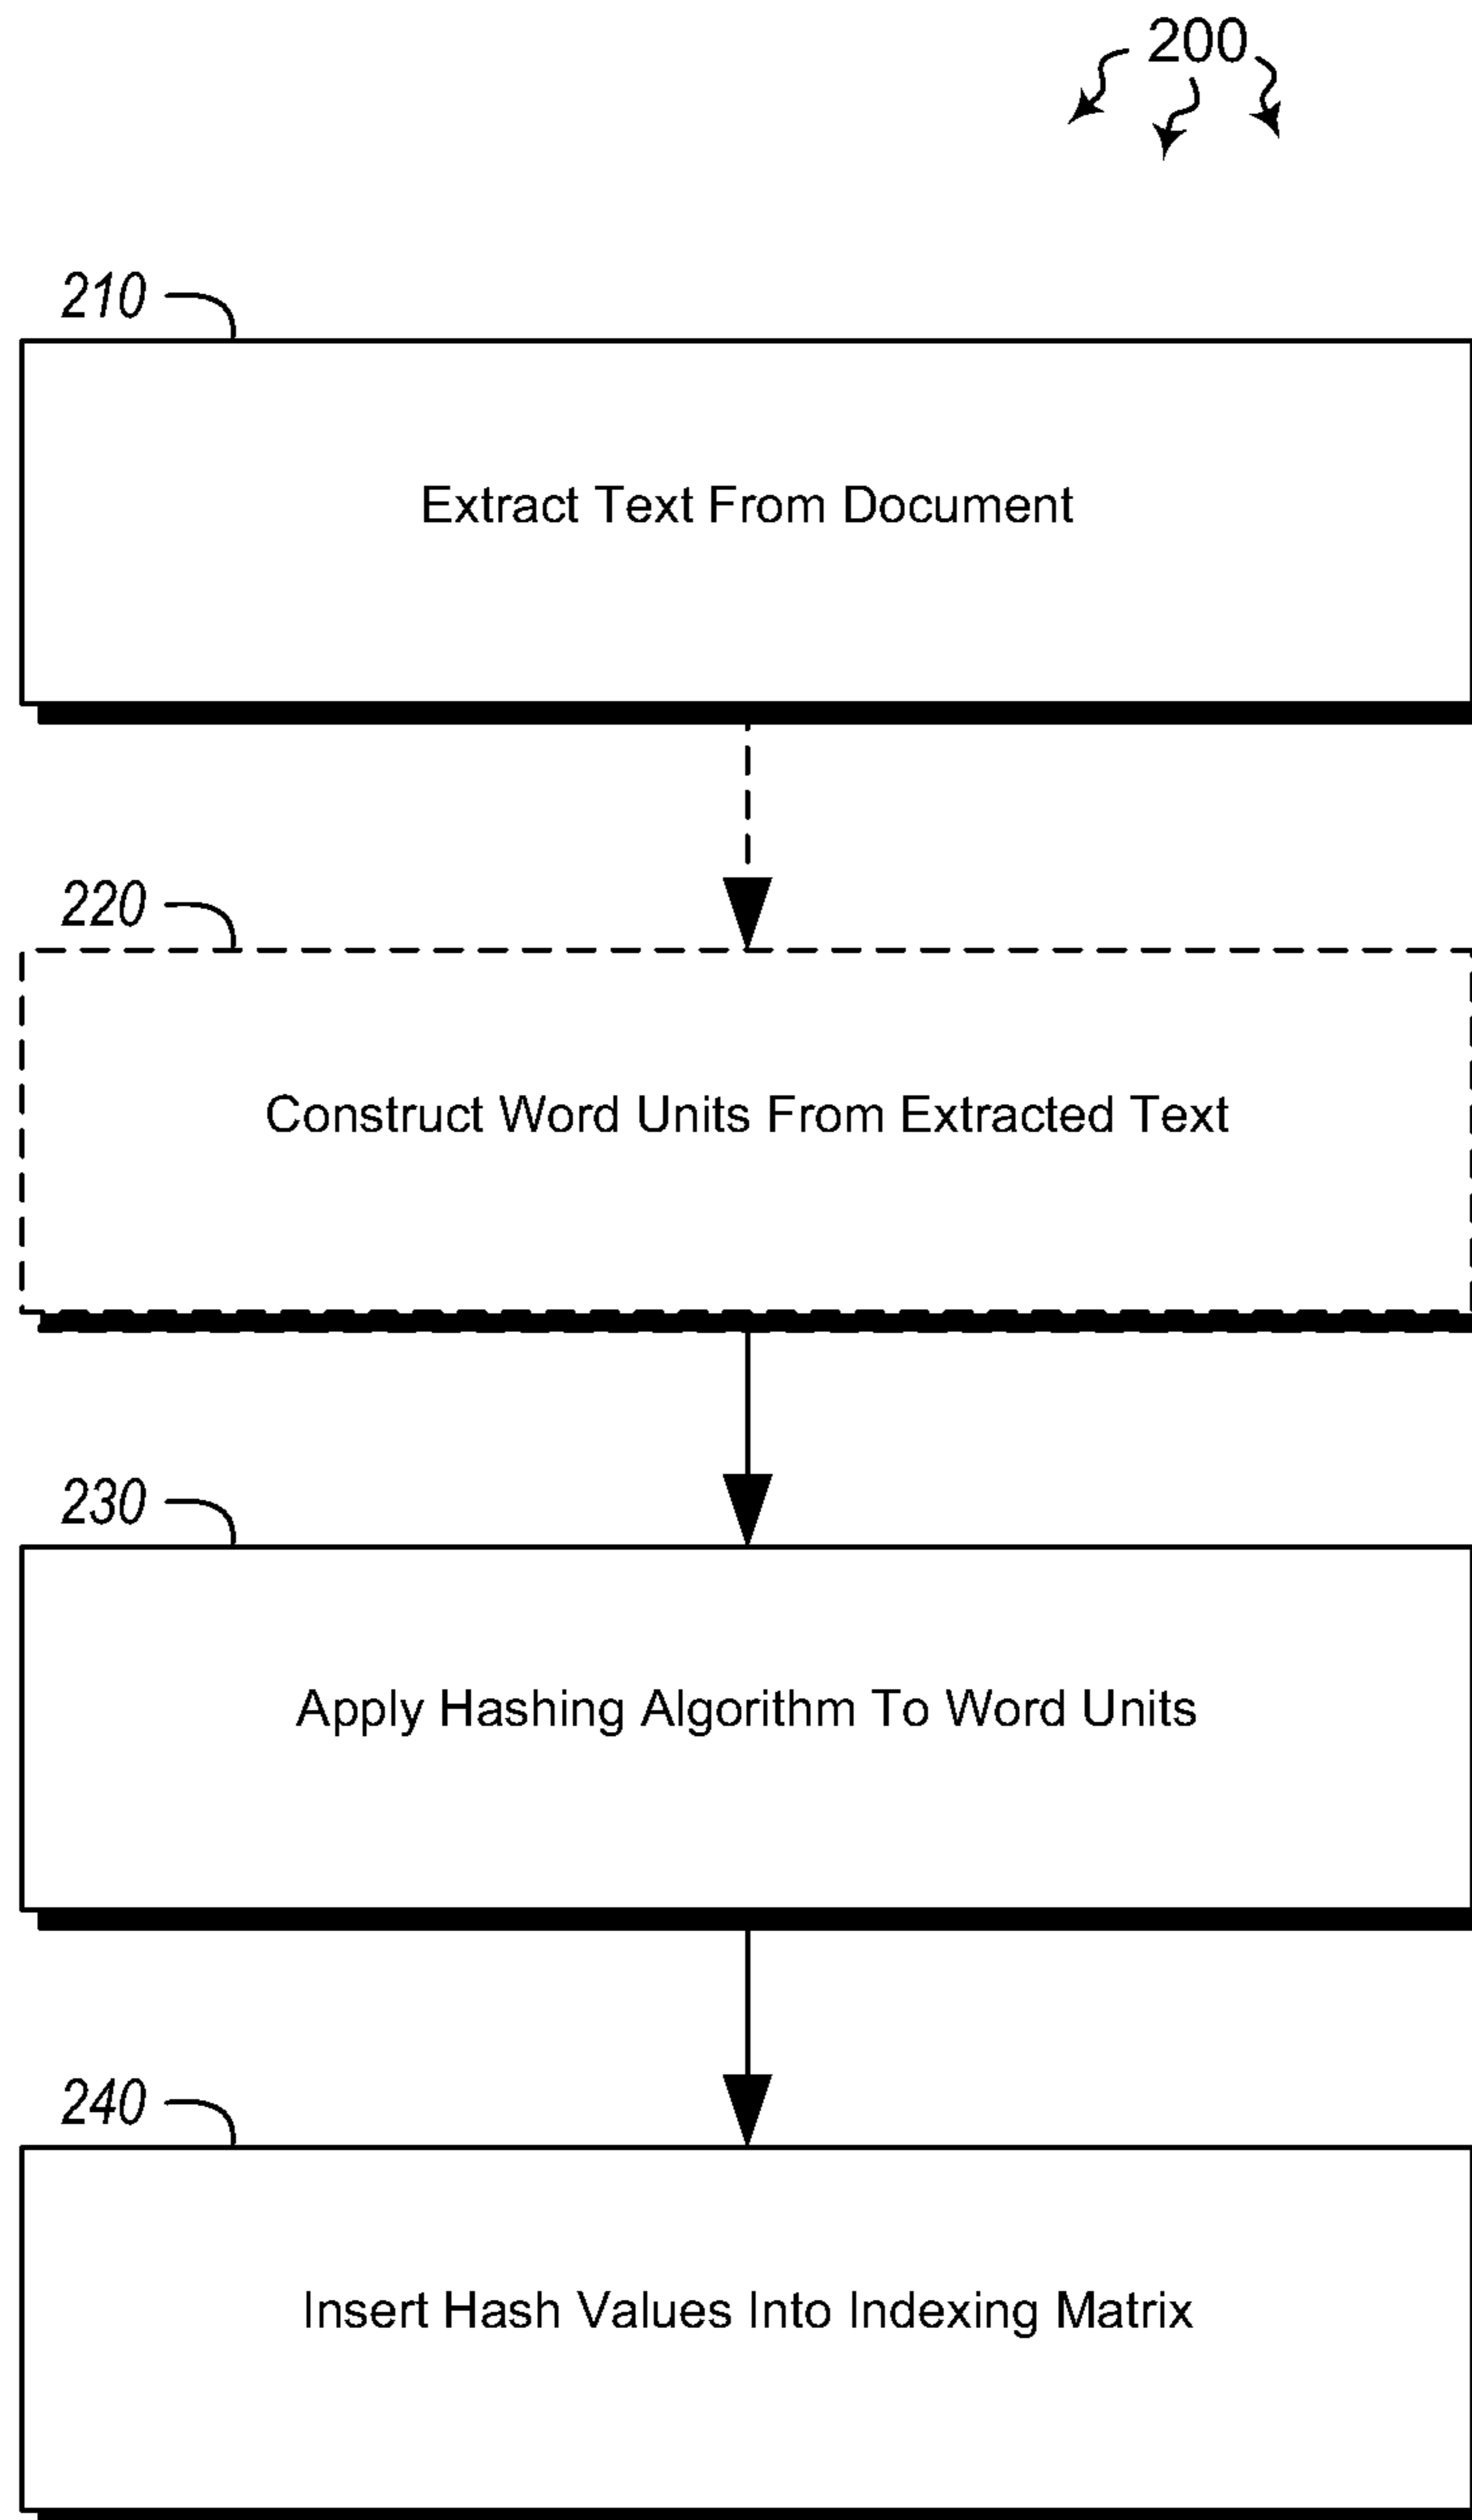 200
210
Extract Text From Document
220
Construct Word Units From Extracted Text
230
Apply Hashing Algorithm To Word Units
240
Insert Hash Values Into Indexing Matrix